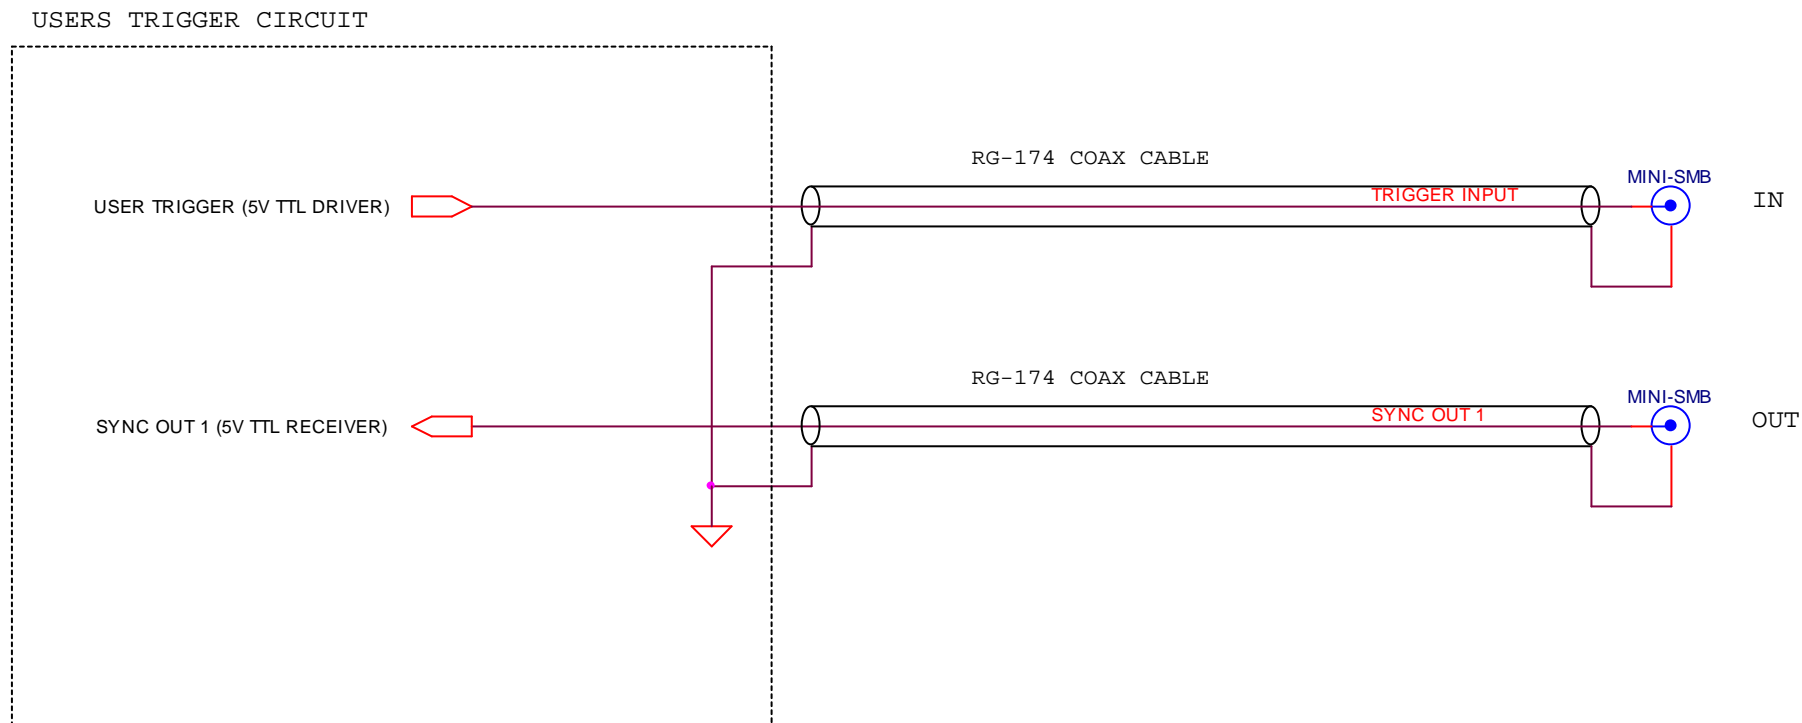 USERS TRIGGER CIRCUIT
RG-174 COAX CABLE
MINI-SMB
TRIGGER INPUT
IN
USER TRIGGER (5V TTL DRIVER)
RG-174 COAX CABLE
MINI-SMB
SYNC OUT 1
OUT
SYNC OUT 1 (5V TTL RECEIVER)